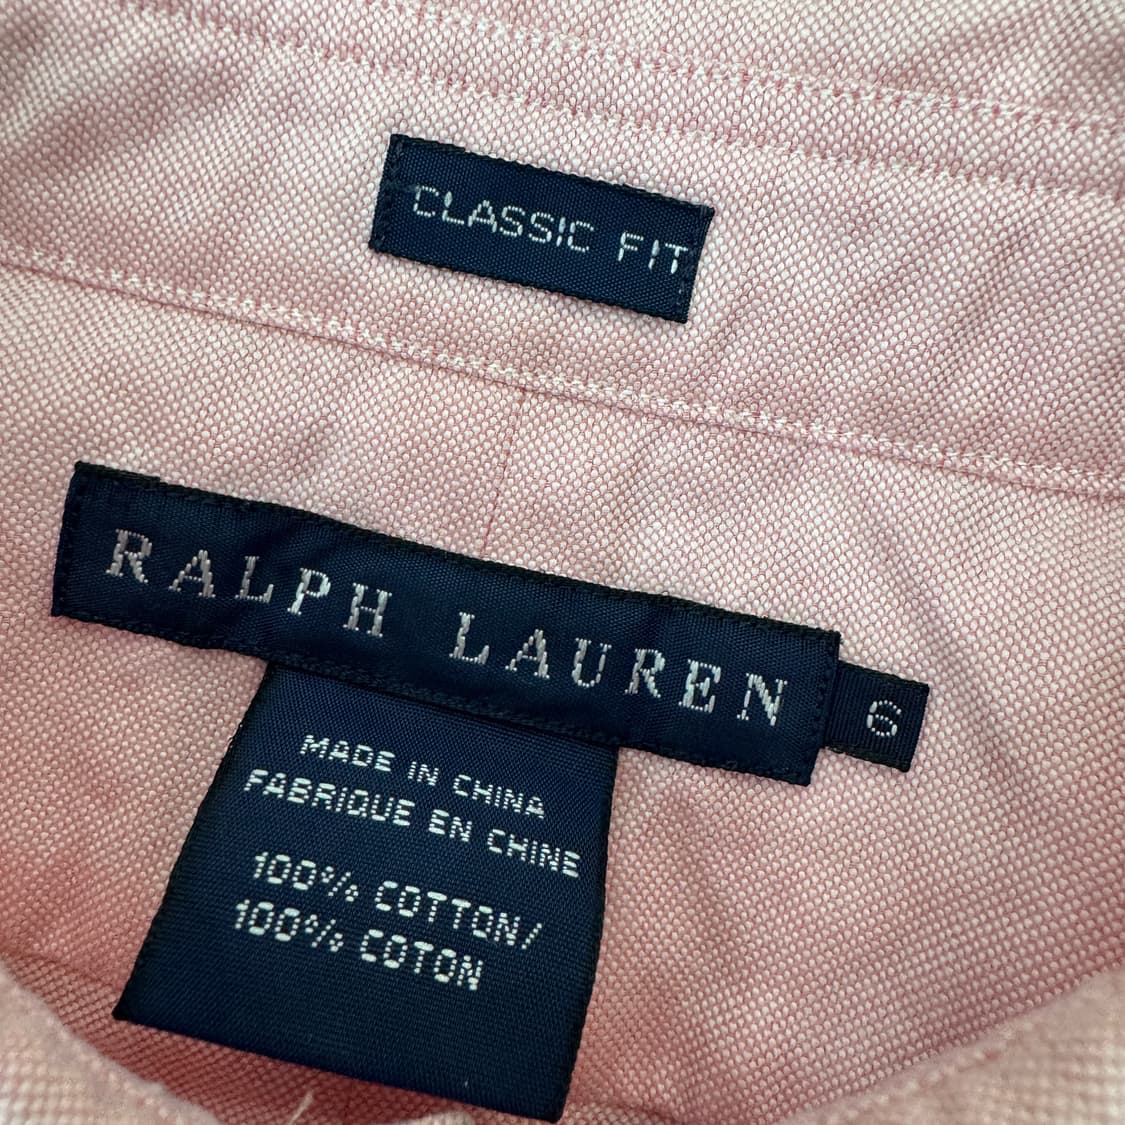 CLASSIC FIT
RALPH LAUREN
6
MADE IN CHINA
FABRIQUE EN CHINE
100% COTTON/
100% COTON